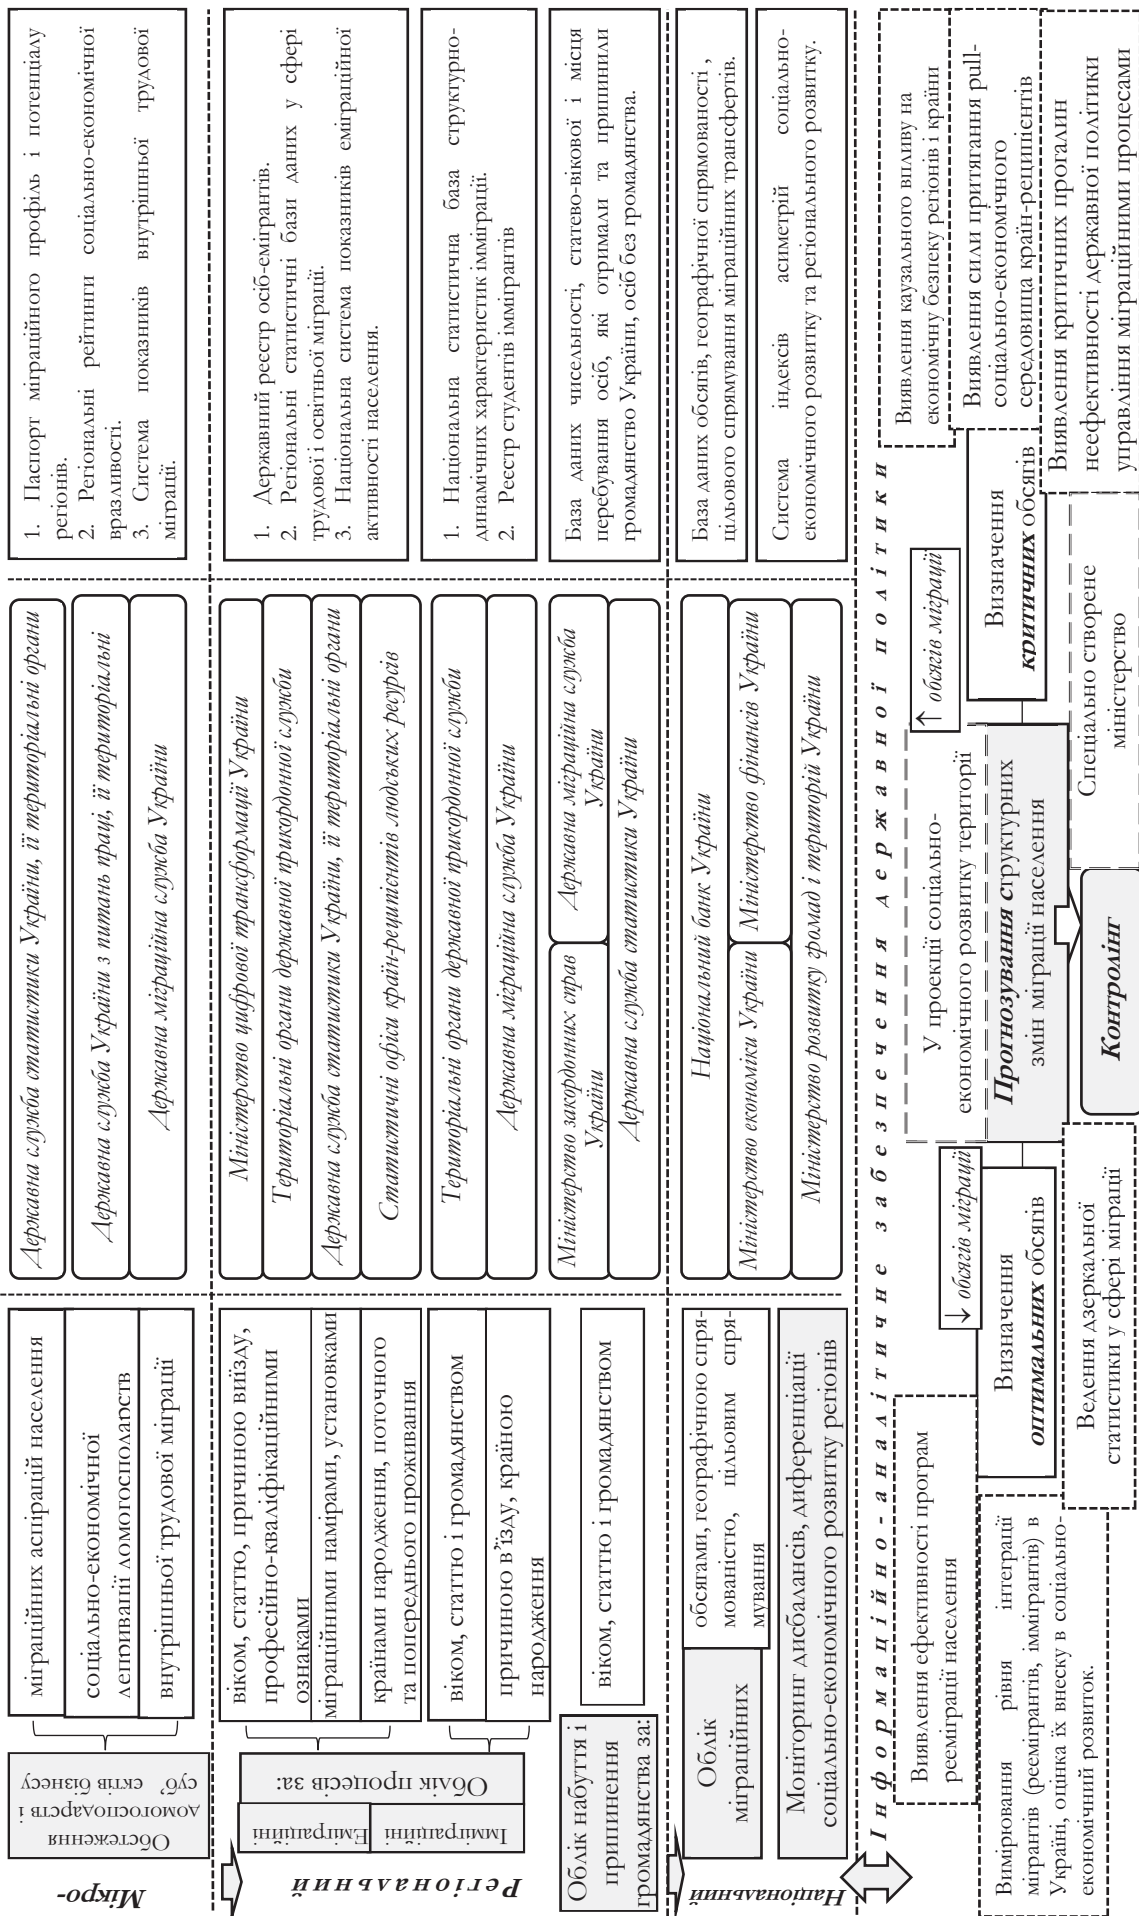 Мікро-
Обстеження
домогосподарств і
суб’єктів бізнесу
міграційних аспірацій населення
соціально-економічної
депривації домогосподарств
внутрішньої трудової міграції
Державна служба статистики України, її територіальні органи
Державна служба України з питань праці, її територіальні
Державна міграційна служба України
1. Паспорт міграційного профіль і потенціалу
регіонів.
2. Регіональні рейтинги соціально-економічної
вразливості.
3. Система показників внутрішньої трудової
міграції.
Регіональний
Облік процесів за:
Еміграційні
Імміграційні
віком, статтю, причиною виїзду,
професійно-кваліфікаційними
ознаками
міграційними намірами, установками
країнами народження, поточного
та попереднього проживання
віком, статтю і громадянством
причиною в’їзду, країною
народження
Міністерство цифрової трансформації України
Територіальні органи державної прикордонної служби
Державна служба статистики України, її територіальні органи
Статистичні офіси країн-реципієнтів людських ресурсів
Територіальні органи державної прикордонної служби
Державна міграційна служба України
1. Державний реєстр осіб-емігрантів.
2. Регіональні статистичні бази даних у сфері
трудової і освітньої міграції.
3. Національна система показників еміграційної
активності населення.
1. Національна статистична база структурно-
динамічних характеристик імміграції.
2. Реєстр студентів іммігрантів
Облік набуття і
припинення
громадянства за:
віком, статтю і громадянством
Міністерство закордонних справ
України
Державна міграційна служба
України
Державна служба статистики України
База даних чисельності, статево-вікової і місця
перебування осіб, які отримали та припинили
громадянство України, осіб без громадянства.
Національний
Облік
міграційних
обсягами, географічною спря-
мованістю, цільовим спря-
мування
Моніторинг дисбалансів, диференціації
соціально-економічного розвитку регіонів
Національний банк України
Міністерство економіки України
Міністерство фінансів України
Міністерство розвитку громад і територій України
База даних обсягів, географічної спрямованості ,
цільового спрямування міграційних трансфертів.
Система індексів асиметрій соціально-
економічного розвитку та регіонального розвитку.
Інформаційно-аналітичне забезпечення державної політики
Виявлення ефективності програм
рееміграції населення
Вимірювання рівня інтеграції
мігрантів (реемігрантів, іммірантів) в
Україні, оцінка їх внеску в соціально-
економічний розвиток.
↓ обсягів міграції
Визначення
оптимальних обсягів
Ведення дзеркальної
статистики у сфері міграції
У проекції соціально-
економічного розвитку території
Прогнозування структурних
змін міграції населення
Контролінг
↑ обсягів міграції
Визначення
критичних обсягів
Спеціально створене
міністерство
Виявлення каузального впливу на
економічну безпеку регіонів і країни
Виявлення сили притягання pull-
соціально-економічного
середовища країн-реципієнтів
Виявлення критичних прогалин
неефективності державної політики
управління міграційними процесами